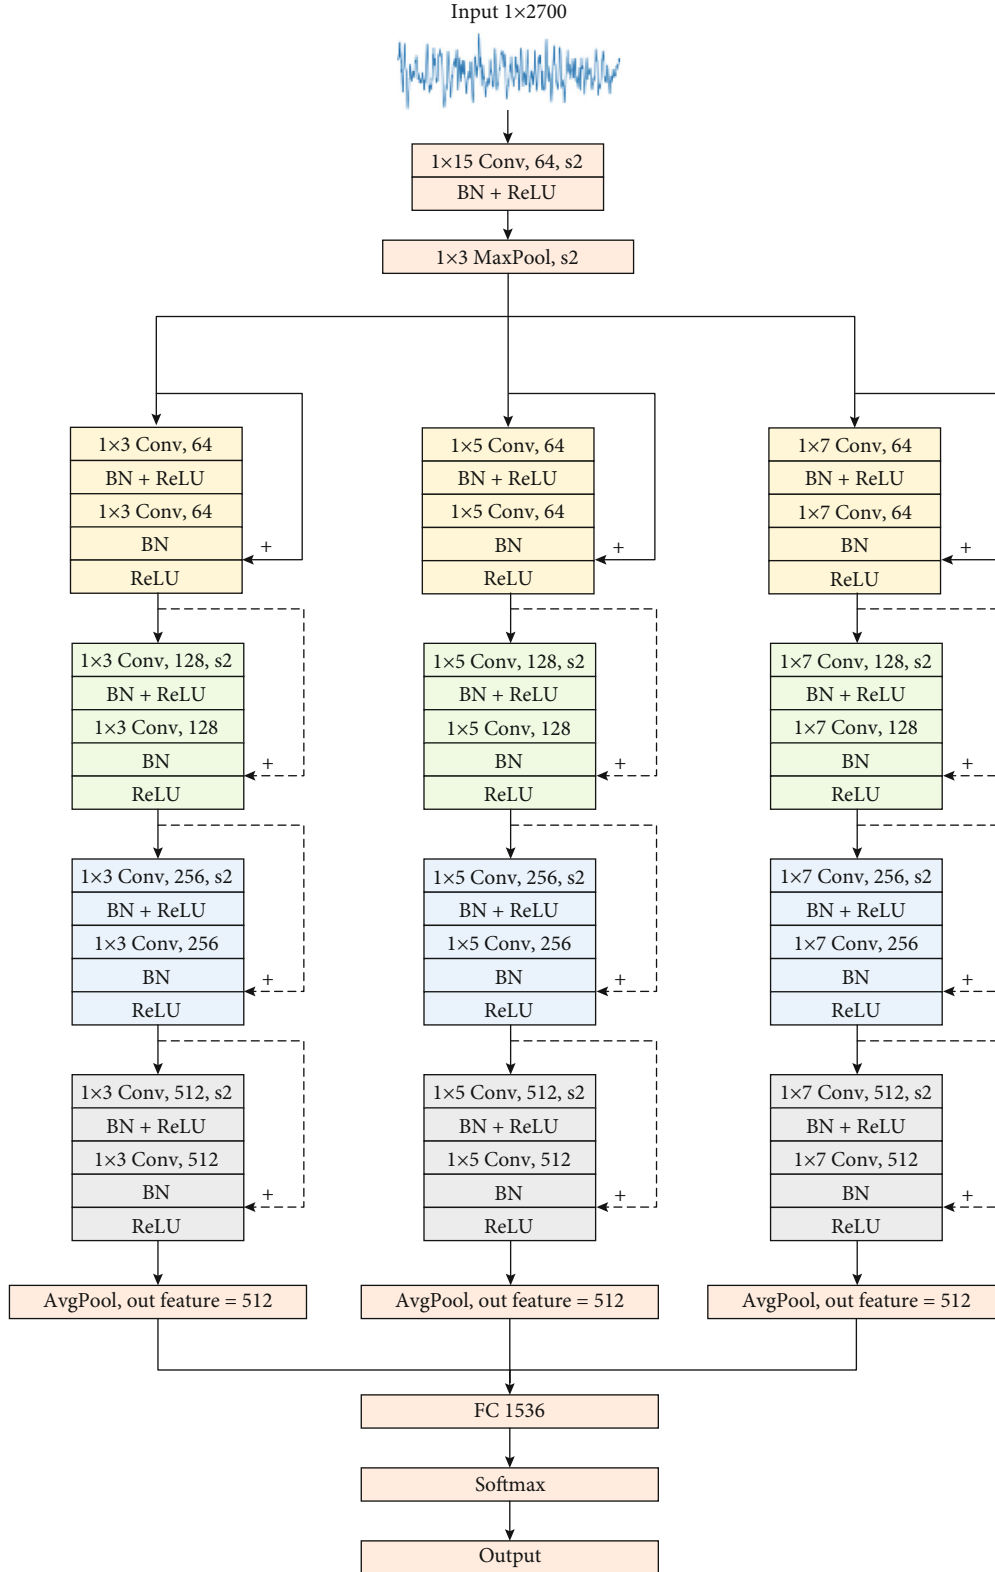 Input 1×2700
1×15 Conv, 64, s2
BN + ReLU
1×3 MaxPool, s2
1×3 Conv, 64
BN + ReLU
1×3 Conv, 64
BN
+
ReLU
1×3 Conv, 128, s2
BN + ReLU
1×3 Conv, 128
BN
+
ReLU
1×3 Conv, 256, s2
BN + ReLU
1×3 Conv, 256
BN
+
ReLU
1×3 Conv, 512, s2
BN + ReLU
1×3 Conv, 512
BN
+
ReLU
AvgPool, out feature = 512
1×5 Conv, 64
BN + ReLU
1×5 Conv, 64
BN
+
ReLU
1×5 Conv, 128, s2
BN + ReLU
1×5 Conv, 128
BN
+
ReLU
1×5 Conv, 256, s2
BN + ReLU
1×5 Conv, 256
BN
+
ReLU
1×5 Conv, 512, s2
BN + ReLU
1×5 Conv, 512
BN
+
ReLU
AvgPool, out feature = 512
1×7 Conv, 64
BN + ReLU
1×7 Conv, 64
BN
+
ReLU
1×7 Conv, 128, s2
BN + ReLU
1×7 Conv, 128
BN
+
ReLU
1×7 Conv, 256, s2
BN + ReLU
1×7 Conv, 256
BN
+
ReLU
1×7 Conv, 512, s2
BN + ReLU
1×7 Conv, 512
BN
+
ReLU
AvgPool, out feature = 512
FC 1536
Softmax
Output